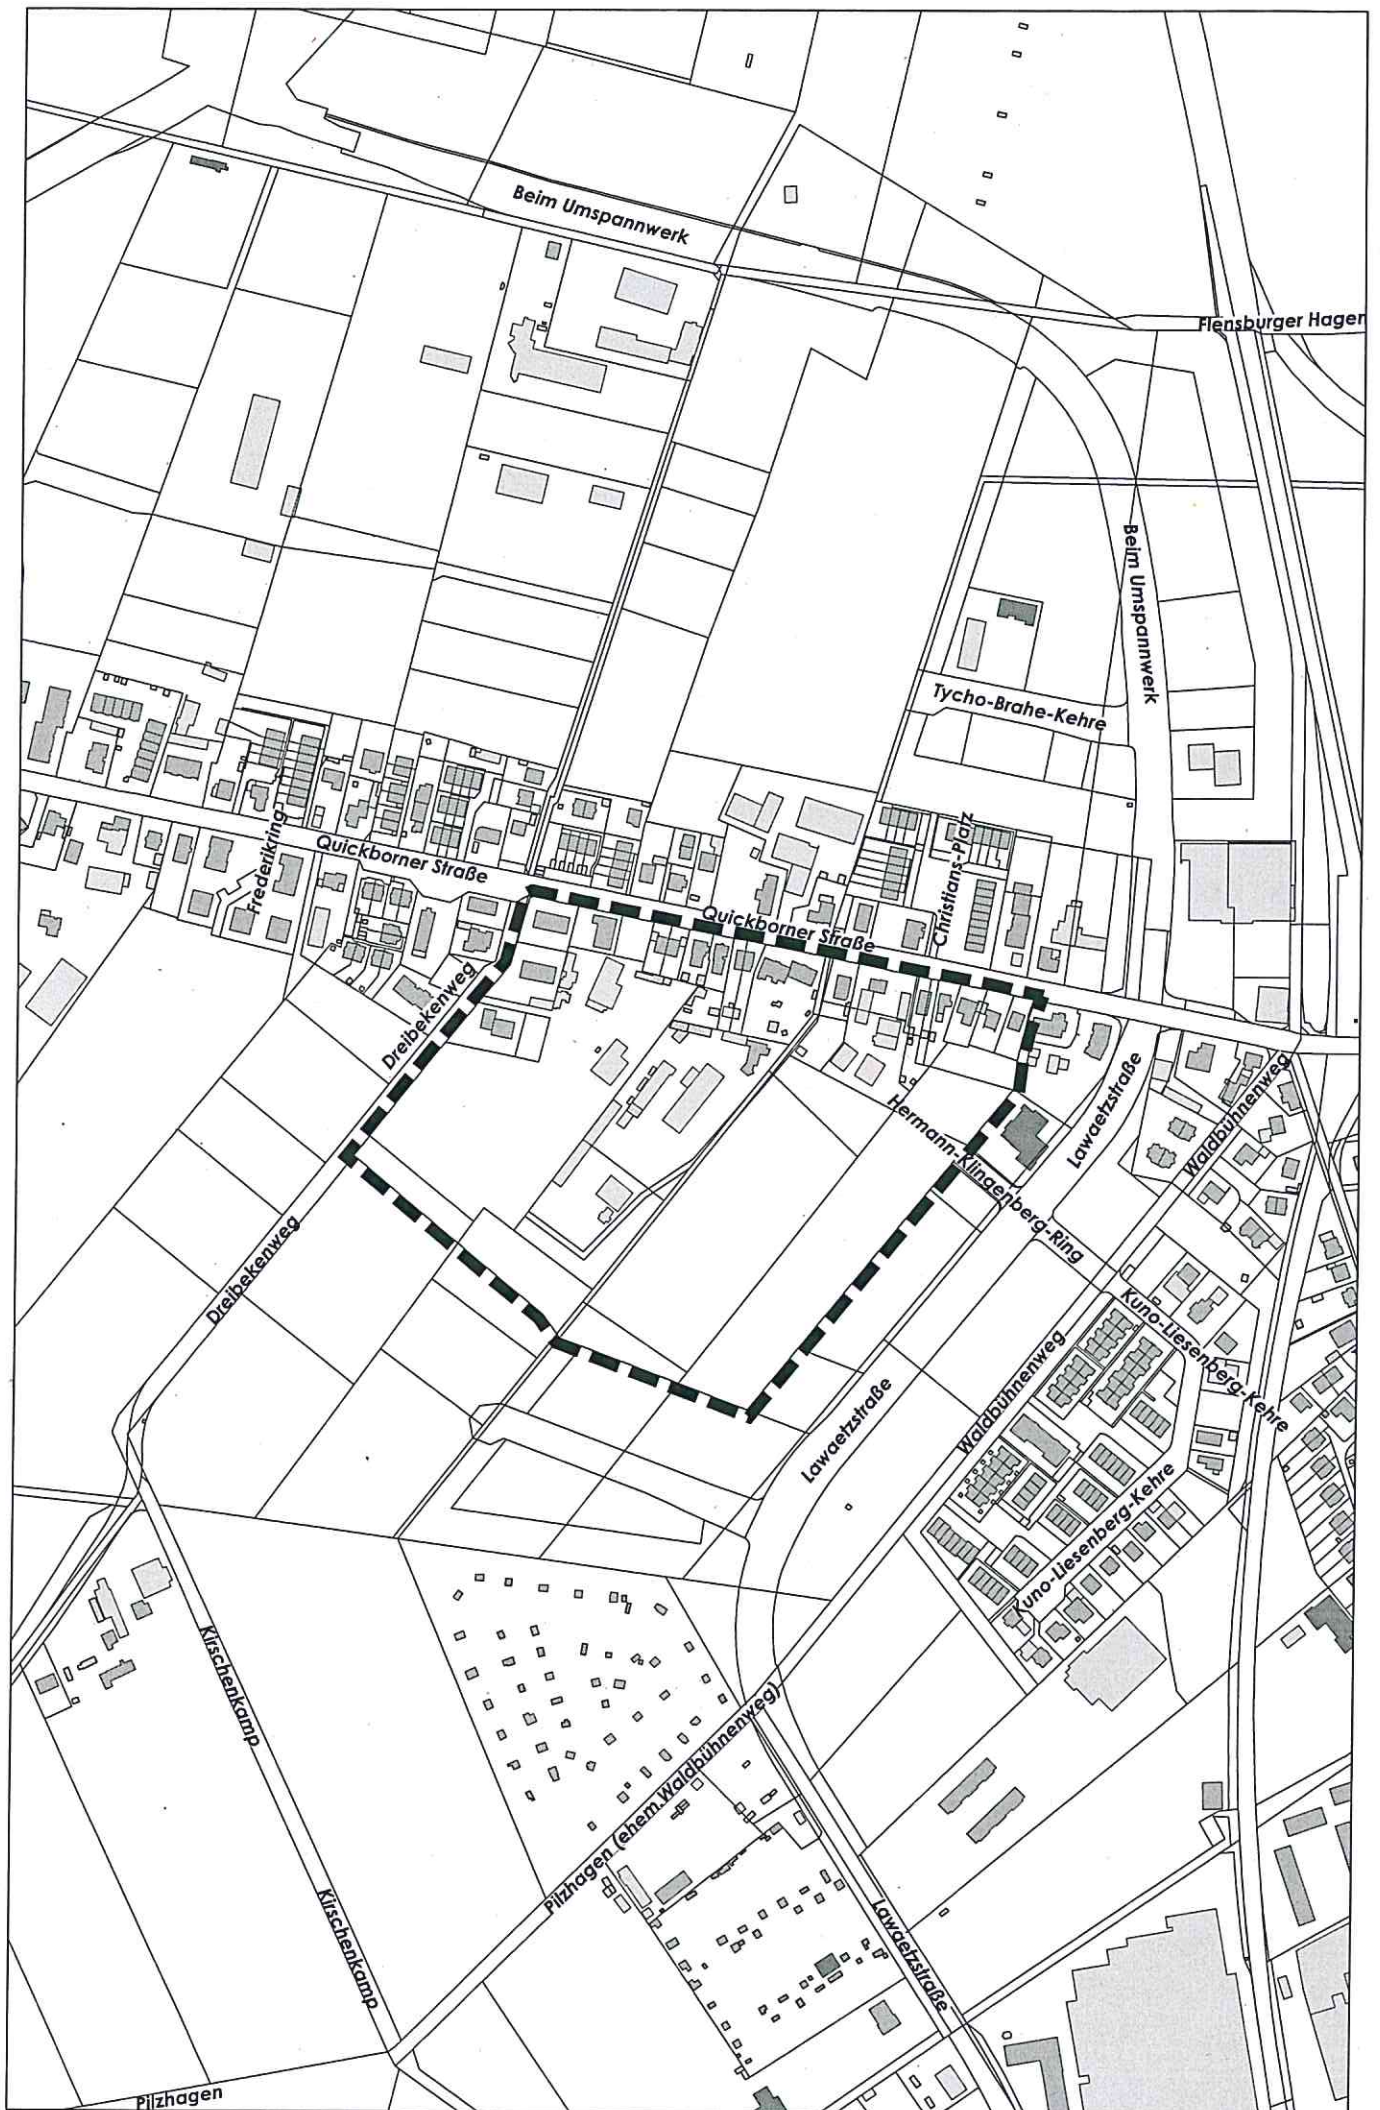 Beim Umspannwerk
Flensburger Hagen
Beim Umspannwerk
Tycho-Brahe-Kehre
Frederikring
Quickborner Straße
Christians-Platz
Quickborner Straße
Dreibekenweg
Hermann-Klingenberg-Ring
Lawaetzstraße
Waldbühnenweg
Dreibekenweg
Kuno-Liesenberg-Kehre
Waldbühnenweg
Lawaetzstraße
Kuno-Liesenberg-Kehre
Kirschenkamp
Pilzhagen (ehem.Waldbühnenweg)
Kirschenkamp
Lawaetzstraße
Pilzhagen